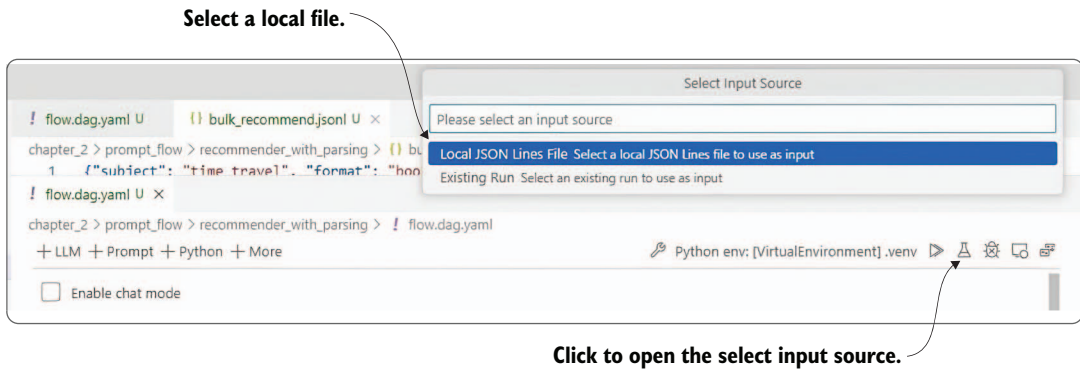 Select a local file.
Select Input Source
! flow.dag.yaml U {} bulk_recommend.jsonl U ×
Please select an input source
chapter_2 > prompt_flow > recommender_with_parsing > {}
Local JSON Lines File Select a local JSON Lines file to use as input
1 {"subject": "time travel", "format":
Existing Run Select an existing run to use as input
! flow.dag.yaml U ×
chapter_2 > prompt_flow > recommender_with_parsing > ! flow.dag.yaml
+ LLM + Prompt + Python + More Python env: [VirtualEnvironment] .venv
Enable chat mode
Click to open the select input source.